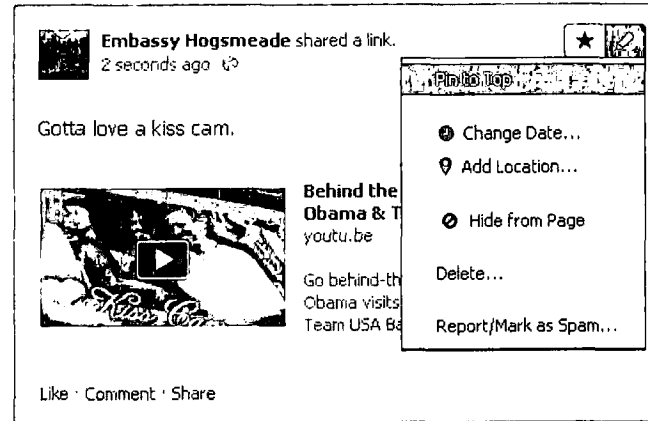 Embassy Hogsmeade shared a link.
2 seconds ago
Gotta love a kiss cam.
Behind the
Obama & T
youtu.be
Go behind-th
Obama visits
Team USA Ba
Kiss Cam
Like · Comment · Share
Pin to Top
Change Date...
Add Location...
Hide from Page
Delete...
Report/Mark as Spam...